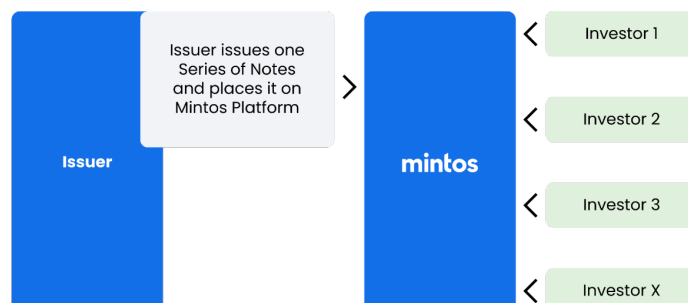 Issuer issues one
Series of Notes
and places it on
Mintos Platform
Issuer
mintos
Investor 1
Investor 2
Investor 3
Investor X